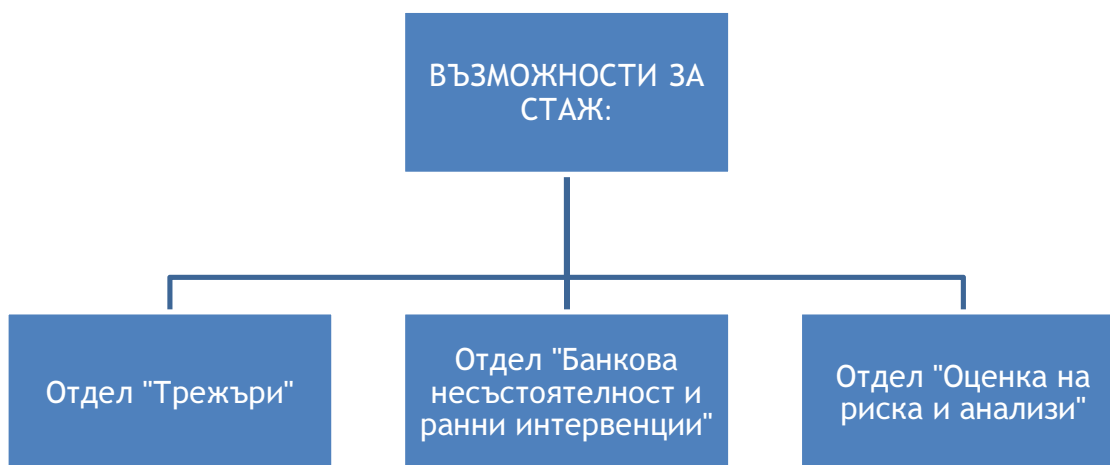 ВЪЗМОЖНОСТИ ЗА
СТАЖ:
Отдел "Трежъри"
Отдел "Банкова
несъстоятелност и
ранни интервенции"
Отдел "Оценка на
риска и анализи"